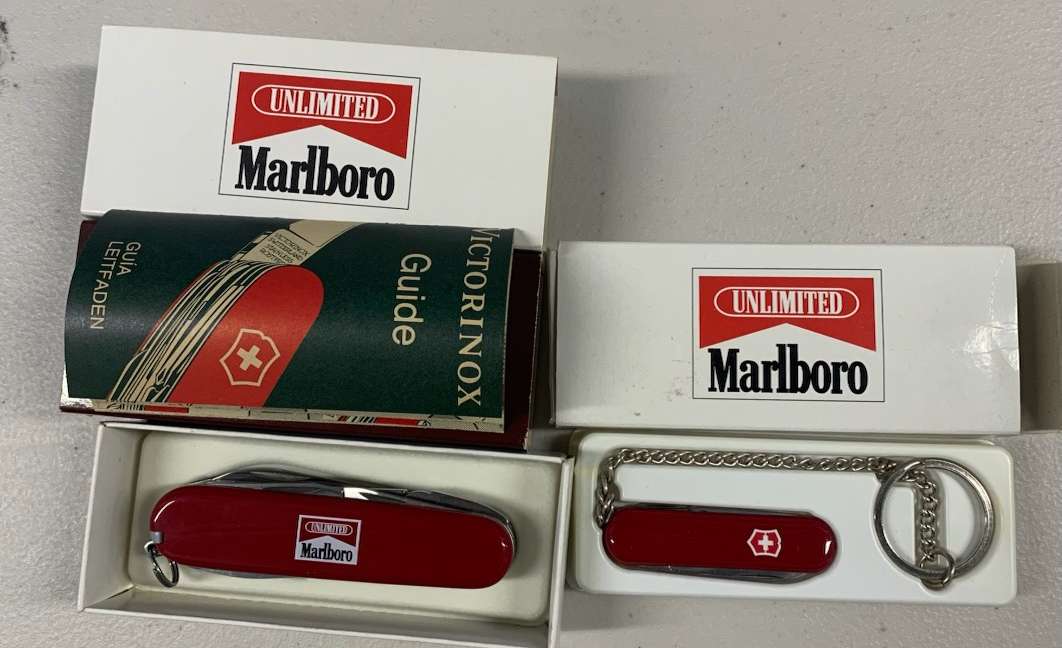 UNLIMITED
Marlboro
VICTORINOX
Guide
GUÍA
LEITFADEN
UNLIMITED
Marlboro
UNLIMITED
Marlboro